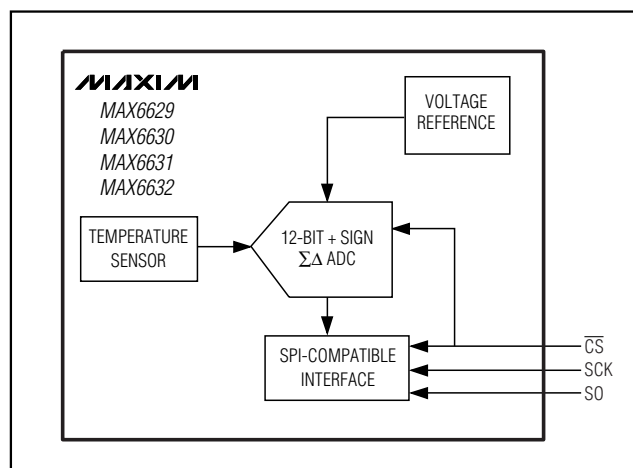 MAXIM
MAX6629
MAX6630
MAX6631
MAX6632
VOLTAGE
REFERENCE
TEMPERATURE
SENSOR
12-BIT + SIGN
ΣΔ ADC
SPI-COMPATIBLE
INTERFACE
C̅S̅
SCK
SO